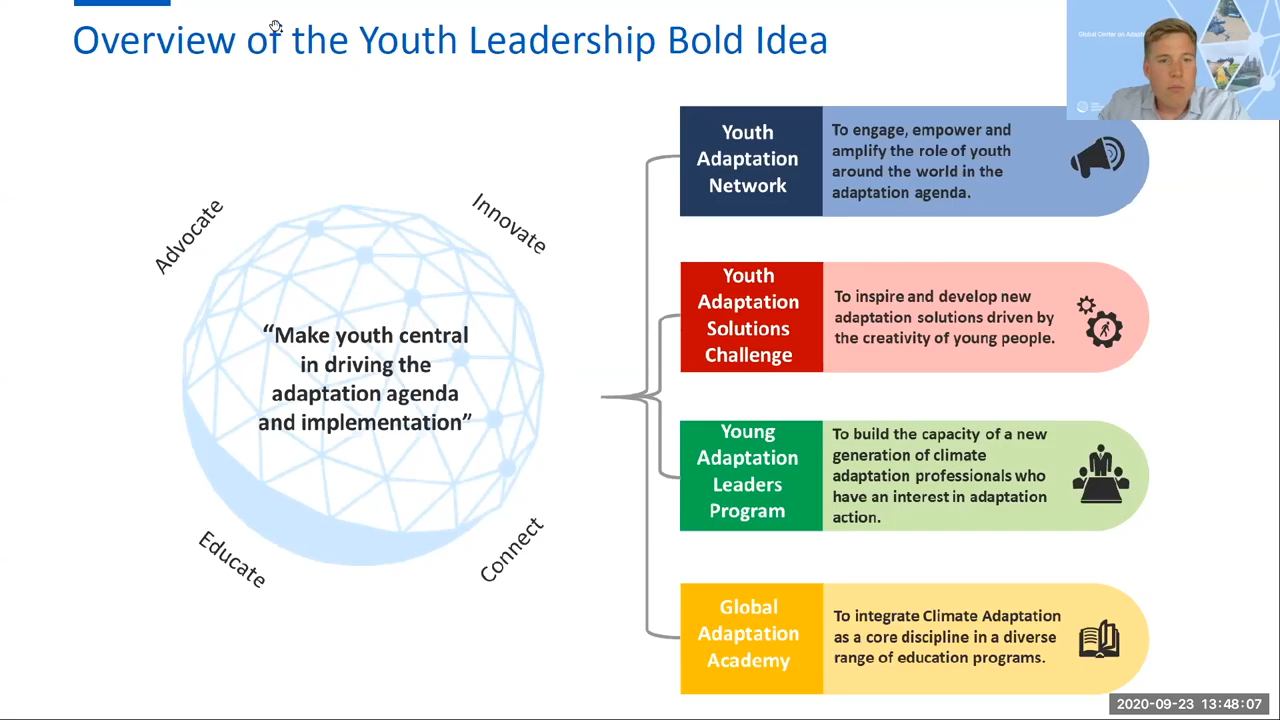 Overview of the Youth Leadership Bold Idea
Global Center on Adaptation
Advocate
Innovate
“Make youth central
in driving the
adaptation agenda
and implementation”
Educate
Connect
Youth
Adaptation
Network
To engage, empower and
amplify the role of youth
around the world in the
adaptation agenda.
Youth
Adaptation
Solutions
Challenge
To inspire and develop new
adaptation solutions driven by
the creativity of young people.
Young
Adaptation
Leaders
Program
To build the capacity of a new
generation of climate
adaptation professionals who
have an interest in adaptation
action.
Global
Adaptation
Academy
To integrate Climate Adaptation
as a core discipline in a diverse
range of education programs.
2020-09-23 13:48:07